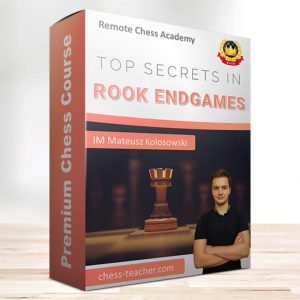 Remote Chess Academy
TOP SECRETS IN
ROOK ENDGAMES
IM Mateusz Kolosowski
chess-teacher.com
Premium Chess Course